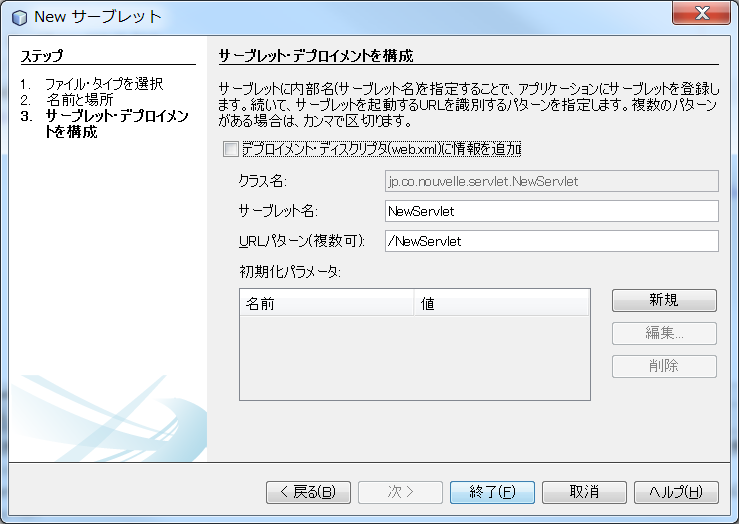 New サーブレット
ステップ
1. ファイル・タイプを選択
2. 名前と場所
3. サーブレット・デプロイメン
トを構成
サーブレット・デプロイメントを構成
サーブレットに内部名(サーブレット名)を指定することで、アプリケーションにサーブレットを登録し
ます。続いて、サーブレットを起動するURLを識別するパターンを指定します。複数のパターン
がある場合は、カンマで区切ります。
デプロイメント・ディスクリプタ(web.xml)に情報を追加
クラス名: jp.co.nouvelle.servlet.NewServlet
サーブレット名: NewServlet
URLパターン(複数可): /NewServlet
初期化パラメータ:
名前 値
新規
編集...
削除
< 戻る(B) 次 > 終了(F) 取消 ヘルプ(H)